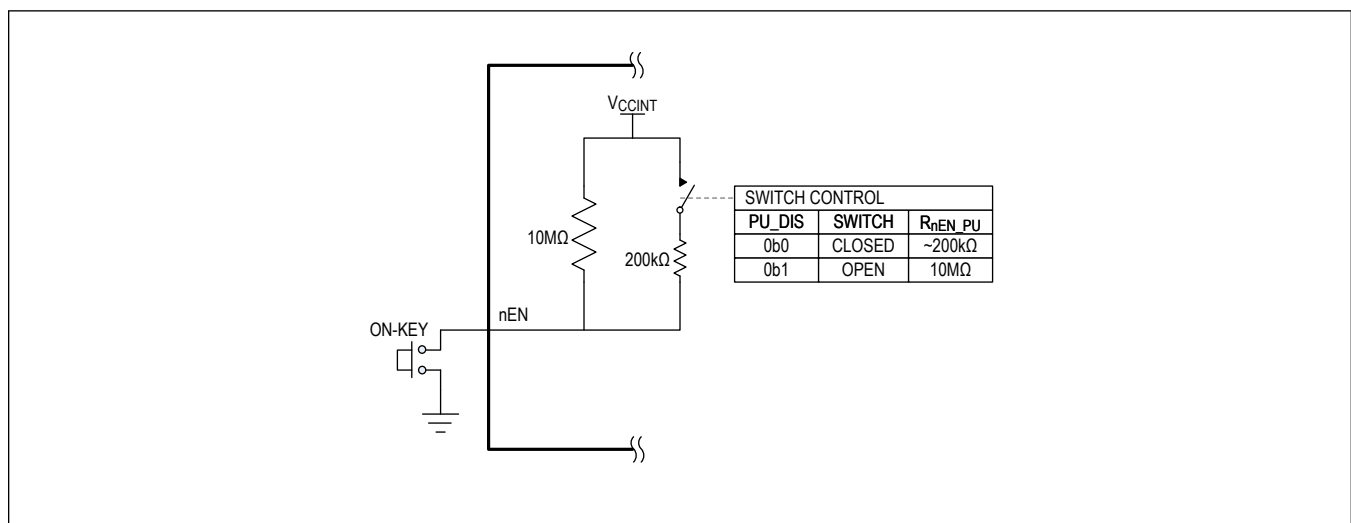 VCCINT
SWITCH CONTROL
PU_DIS SWITCH RnEN_PU
0b0 CLOSED ~200kΩ
0b1 OPEN 10MΩ
10MΩ
200kΩ
nEN
ON-KEY